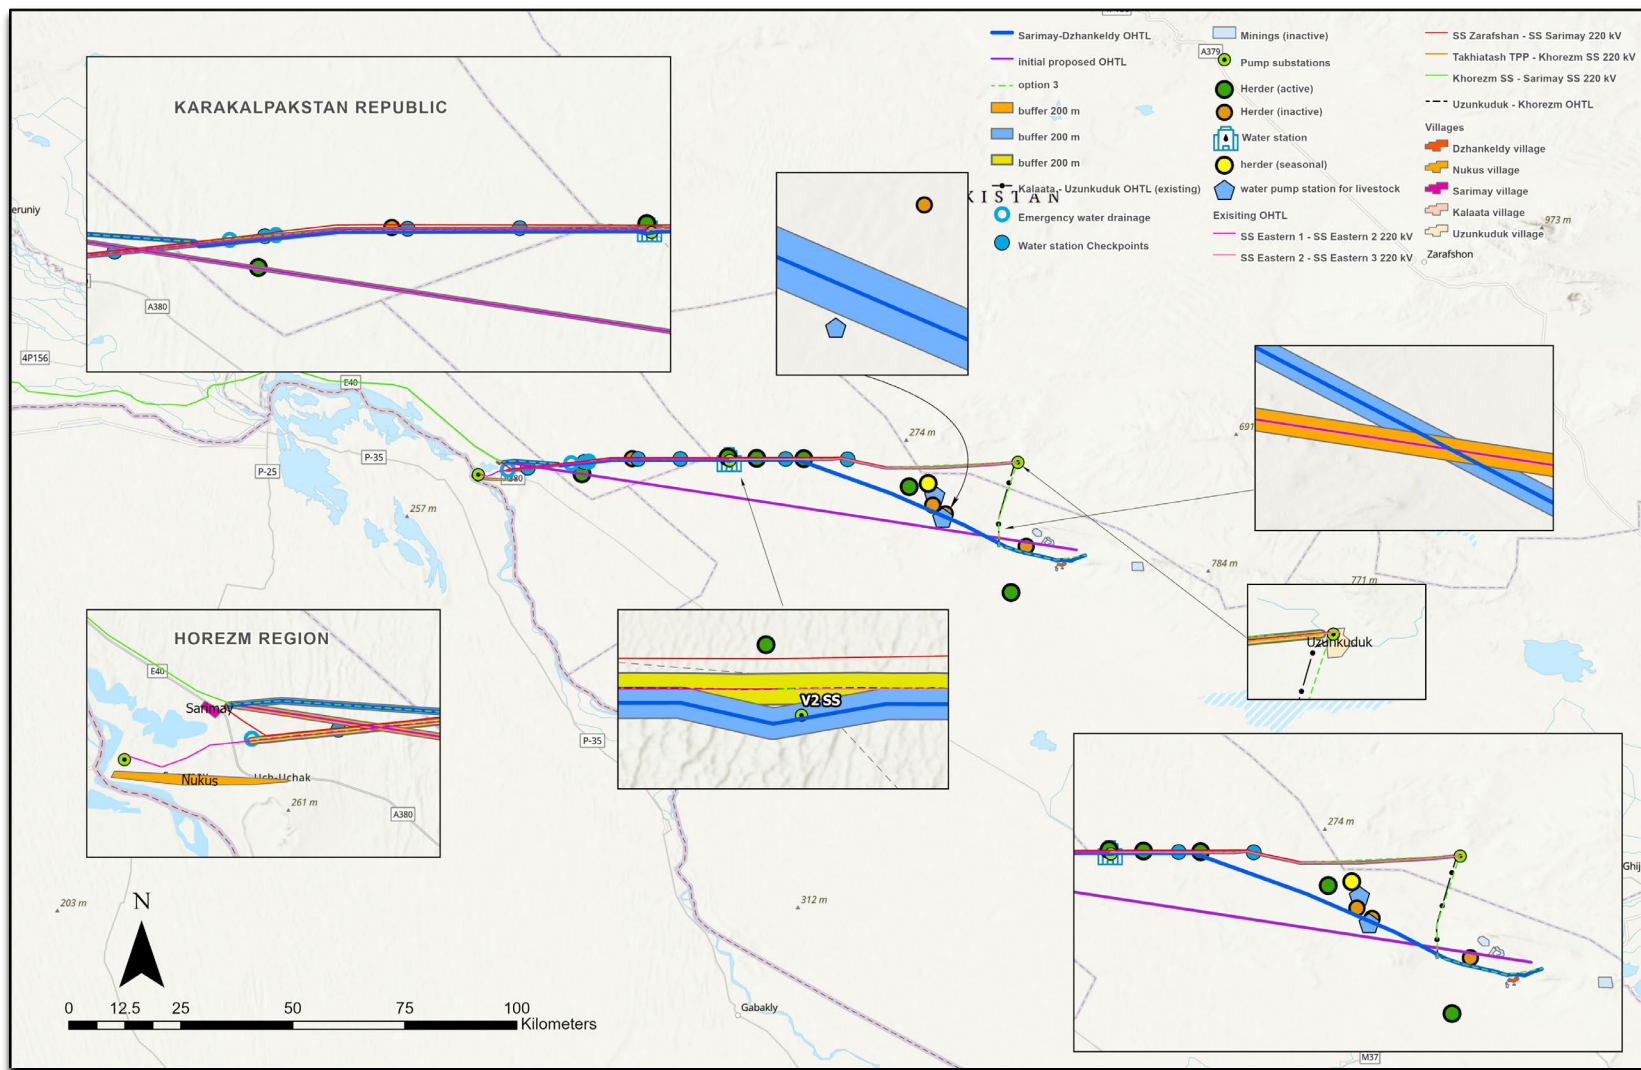 A379
Sarimay-Dzhankeldy OHTL
initial proposed OHTL
option 3
buffer 200 m
buffer 200 m
buffer 200 m
Kalaata - Uzunkuduk OHTL (existing)
Emergency water drainage
Water station Checkpoints
Minings (inactive)
Pump substations
Herder (active)
Herder (inactive)
Water station
herder (seasonal)
water pump station for livestock
Exisiting OHTL
SS Eastern 1 - SS Eastern 2 220 kV
SS Eastern 2 - SS Eastern 3 220 kV
SS Zarafshan - SS Sarimay 220 kV
Takhiatash TPP - Khorezm SS 220 kV
Khorezm SS - Sarimay SS 220 kV
Uzunkuduk - Khorezm OHTL
Villages
Dzhankeldy village
Nukus village
Sarimay village
Kalaata village
Uzunkuduk village
KISTAN
973 m
Zarafshon
KARAKALPAKSTAN REPUBLIC
A380
eruniy
4P156
E40
P-25
P-35
257 m
274 m
691
784 m
771 m
HOREZM REGION
E40
Sarimay
Nukus
Uch-Uchak
261 m
A380
V2 SS
P-35
Uzunkuduk
274 m
Ghij
203 m
312 m
N
0 12.5 25 50 75 100
Kilometers
Gabakly
M37